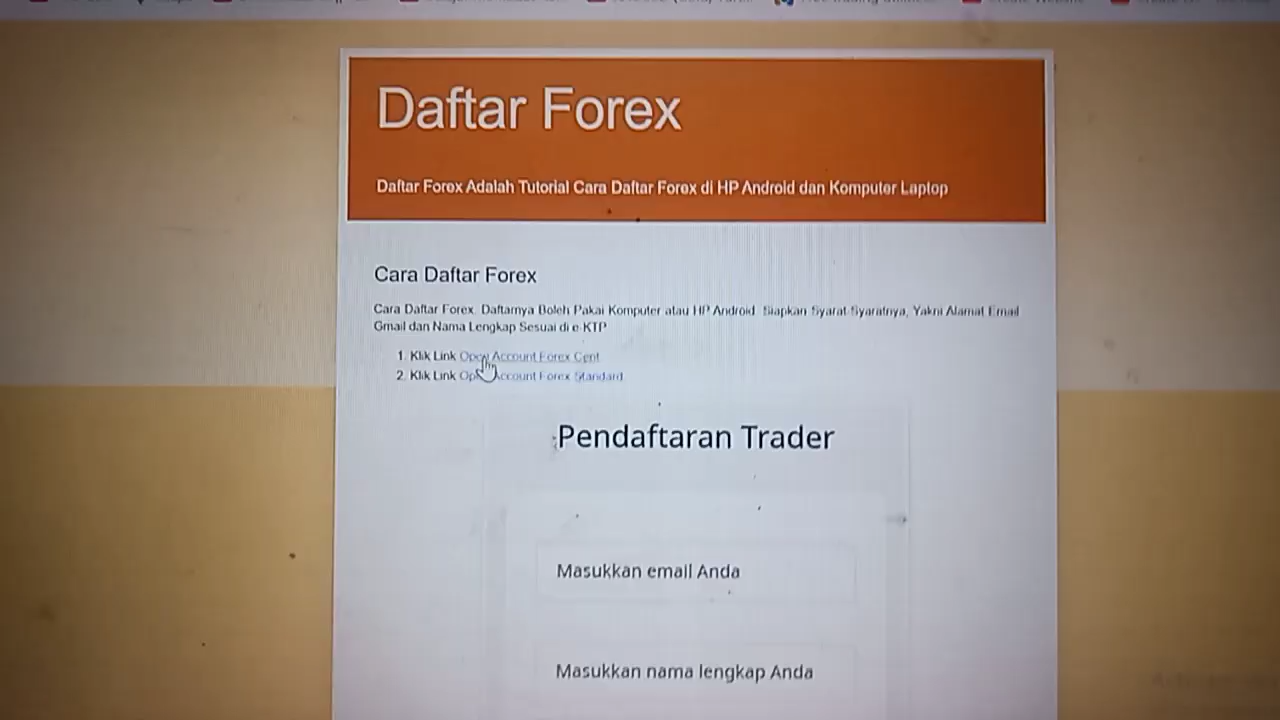 Daftar Forex
Daftar Forex Adalah Tutorial Cara Daftar Forex di HP Android dan Komputer Laptop
Cara Daftar Forex
Cara Daftar Forex. Daftarnya Boleh Pakai Komputer atau HP Android. Siapkan Syarat Syaratnya, Yakni Alamat Email
Gmail dan Nama Lengkap Sesuai di e KTP
1. Klik Link Open Account Forex Cent
2. Klik Link Account Forex Standard
Pendaftaran Trader
Masukkan email Anda
Masukkan nama lengkap Anda